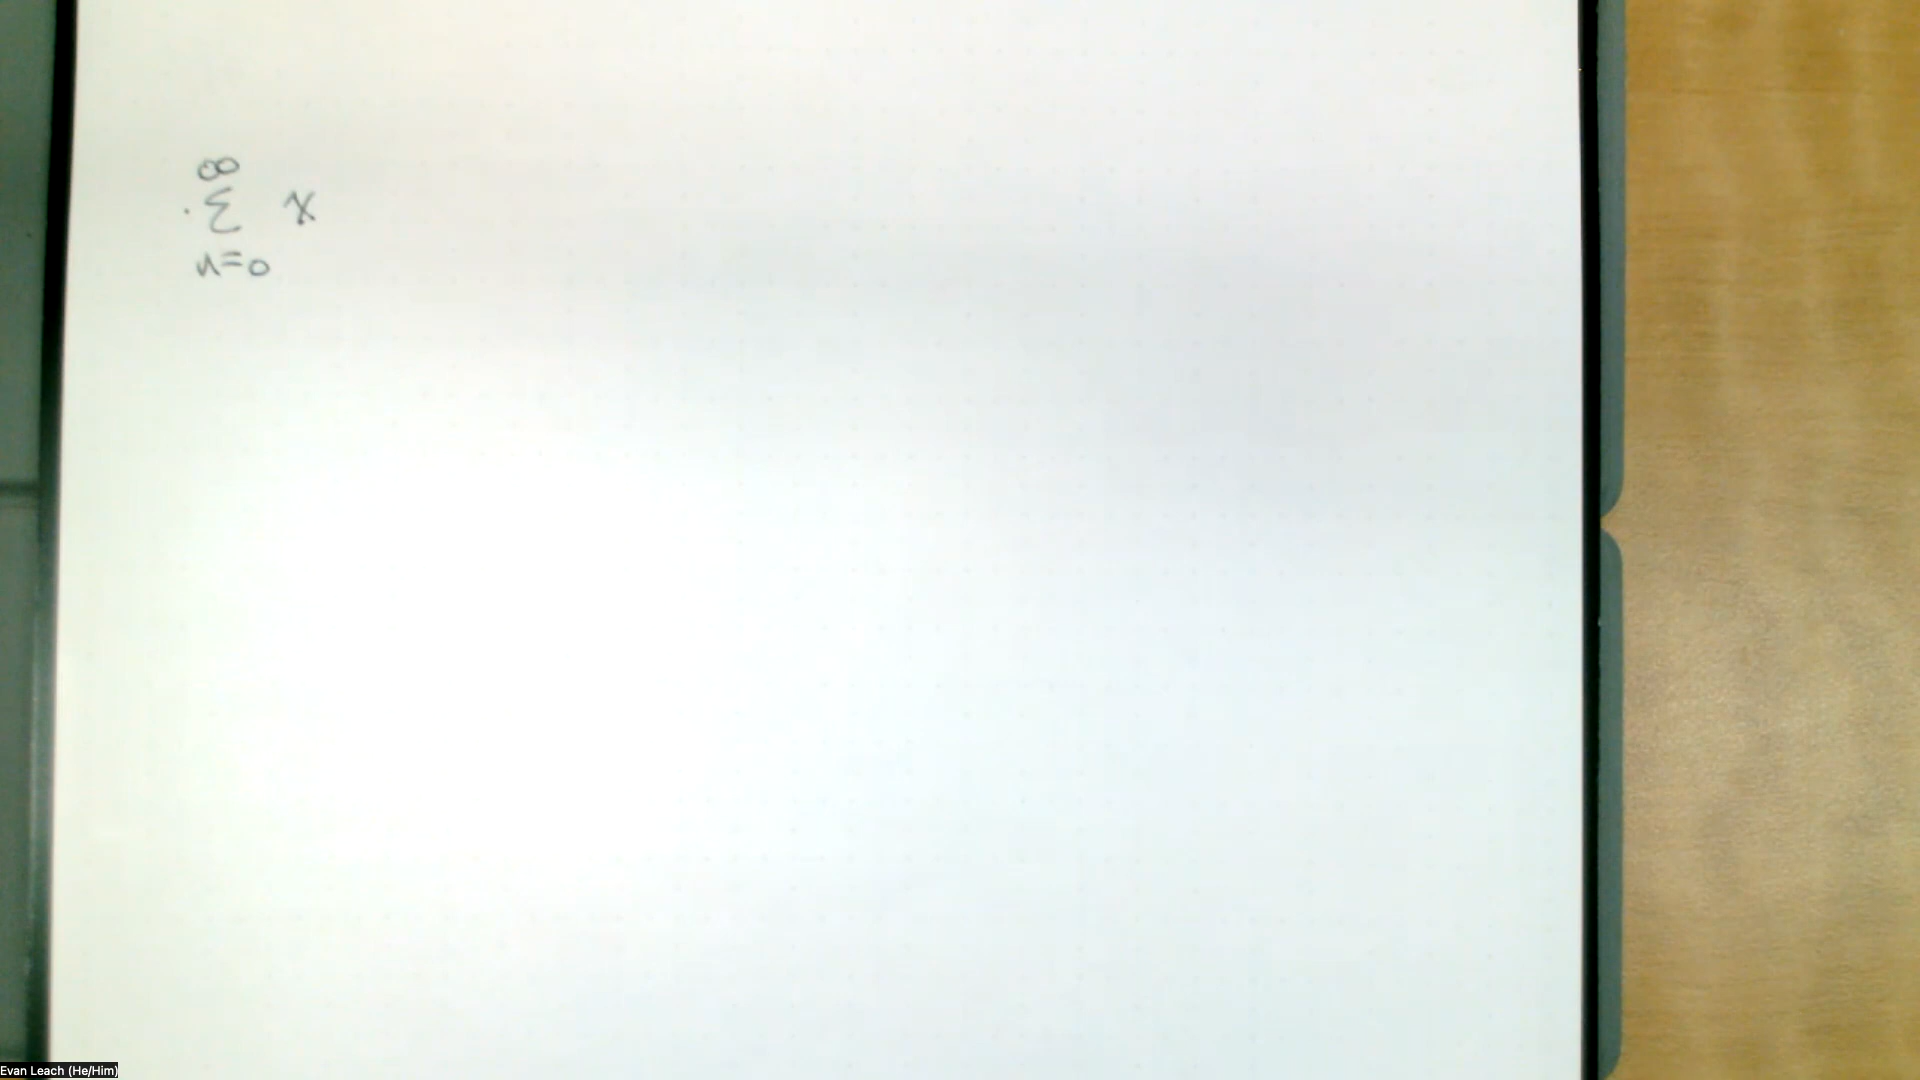 ∞
Σ x
n=0
Evan Leach (He/Him)